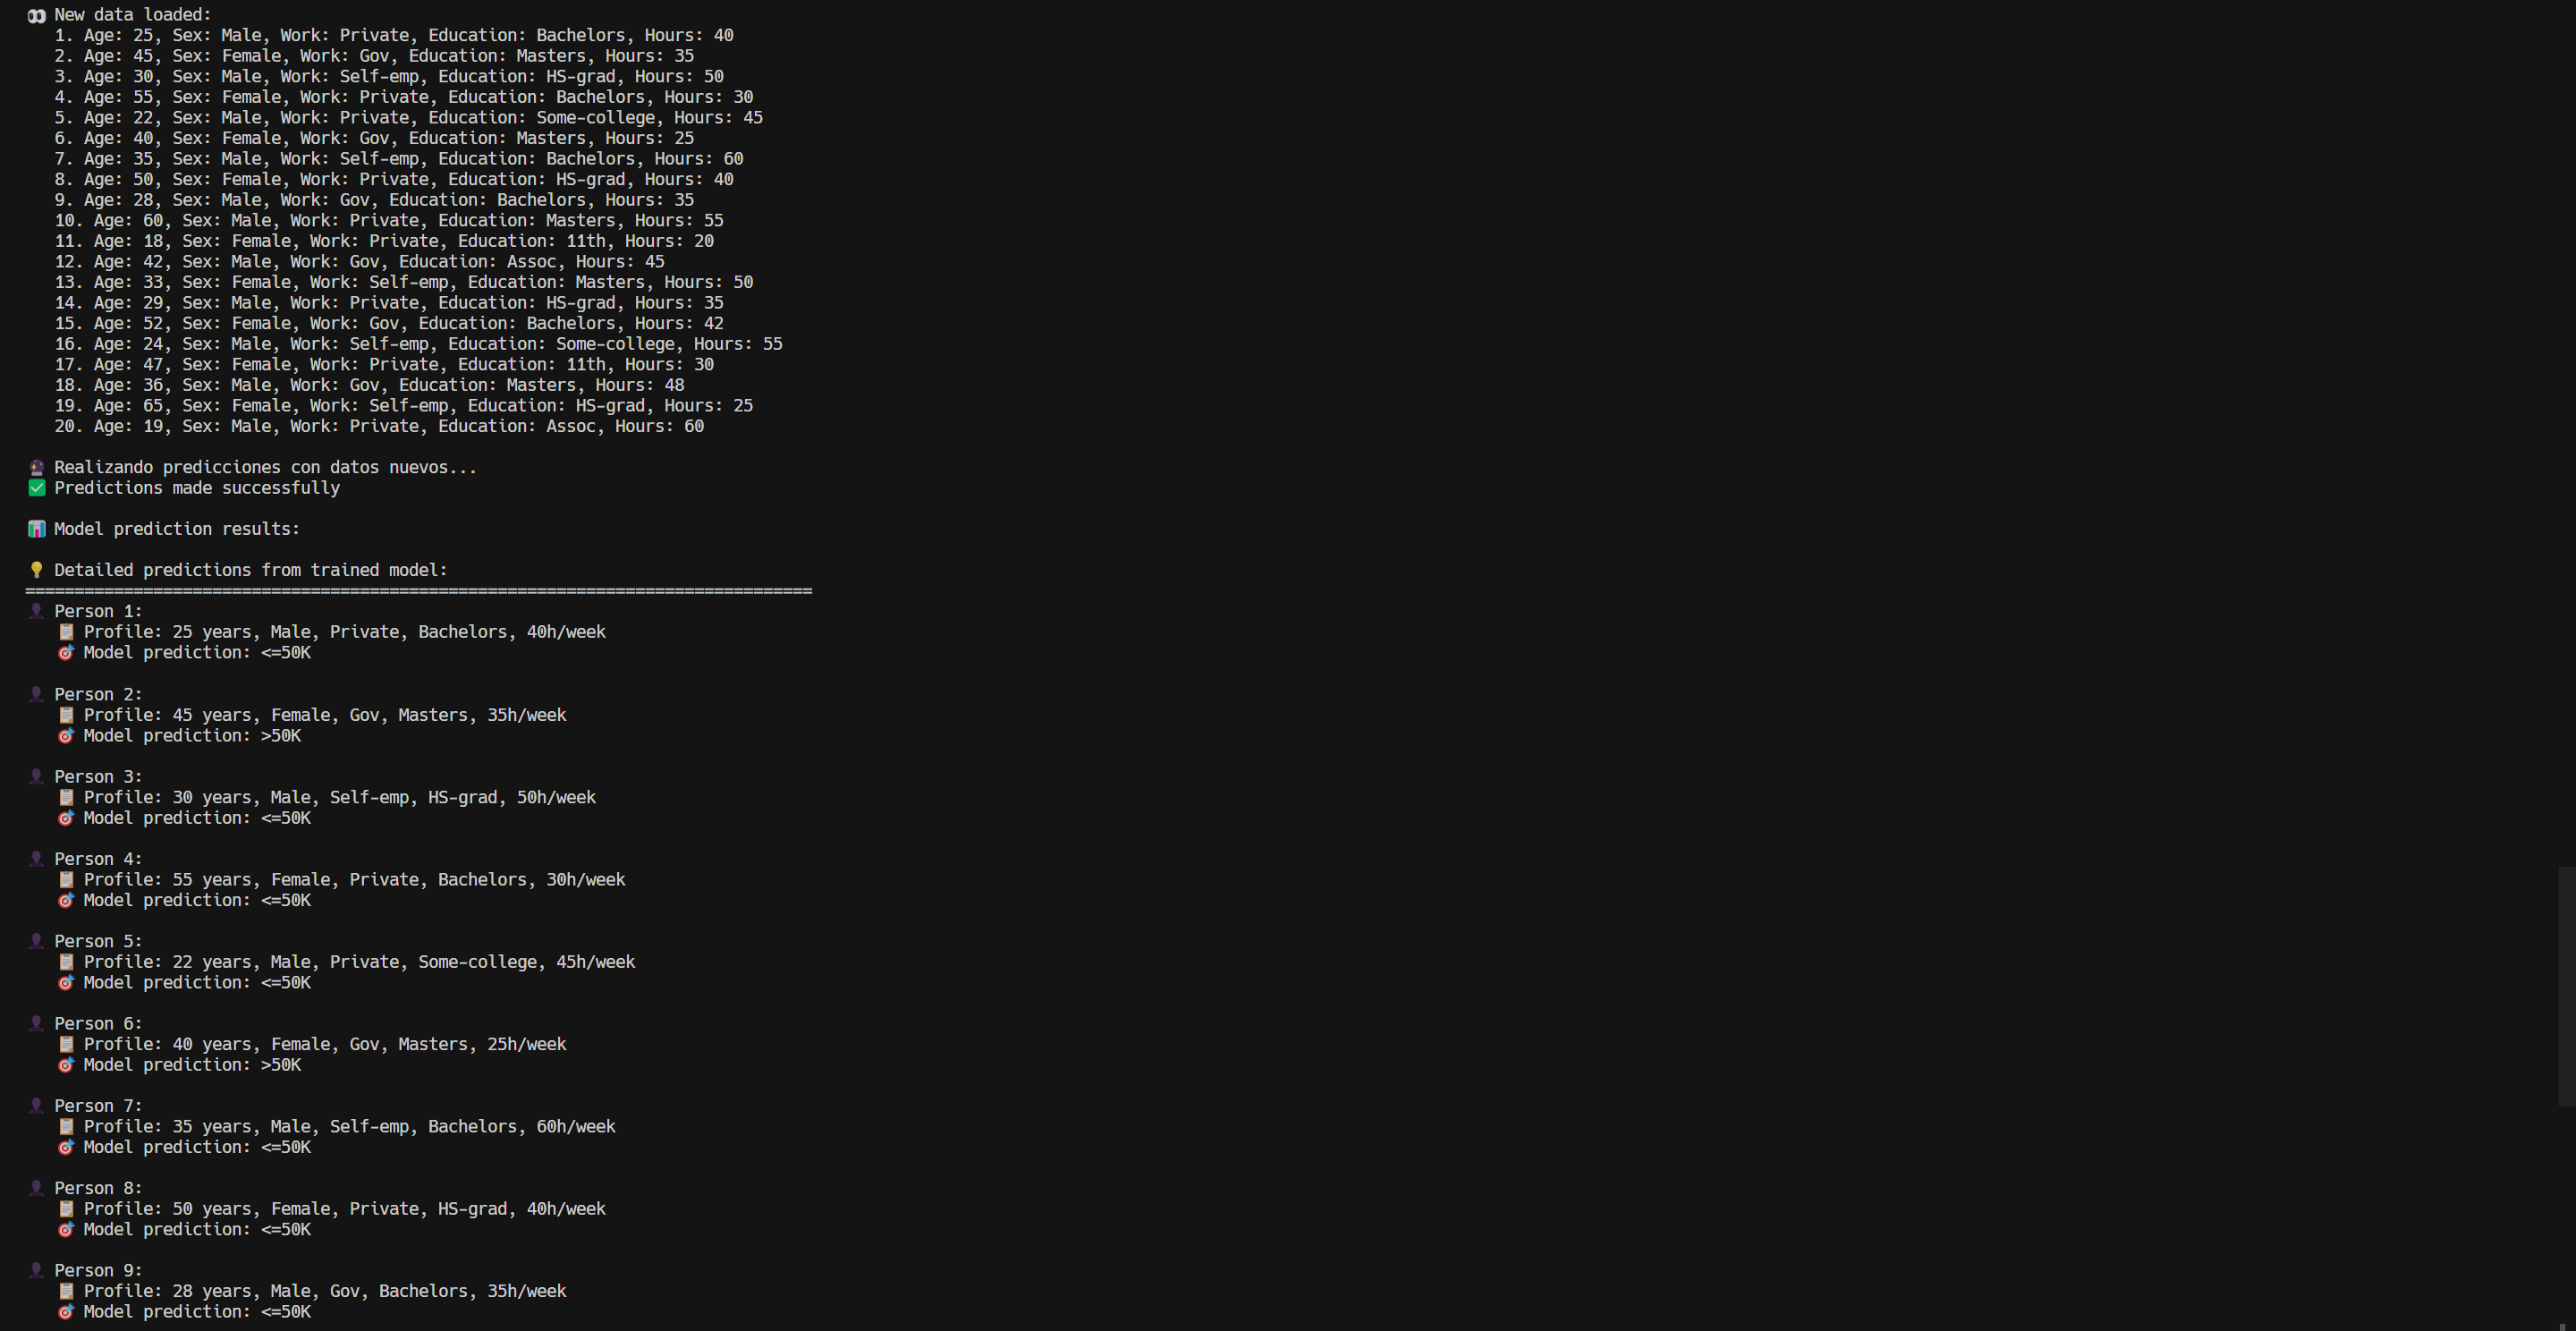 New data loaded:
1. Age: 25, Sex: Male, Work: Private, Education: Bachelors, Hours: 40
2. Age: 45, Sex: Female, Work: Gov, Education: Masters, Hours: 35
3. Age: 30, Sex: Male, Work: Self-emp, Education: HS-grad, Hours: 50
4. Age: 55, Sex: Female, Work: Private, Education: Bachelors, Hours: 30
5. Age: 22, Sex: Male, Work: Private, Education: Some-college, Hours: 45
6. Age: 40, Sex: Female, Work: Gov, Education: Masters, Hours: 25
7. Age: 35, Sex: Male, Work: Self-emp, Education: Bachelors, Hours: 60
8. Age: 50, Sex: Female, Work: Private, Education: HS-grad, Hours: 40
9. Age: 28, Sex: Male, Work: Gov, Education: Bachelors, Hours: 35
10. Age: 60, Sex: Male, Work: Private, Education: Masters, Hours: 55
11. Age: 18, Sex: Female, Work: Private, Education: 11th, Hours: 20
12. Age: 42, Sex: Male, Work: Gov, Education: Assoc, Hours: 45
13. Age: 33, Sex: Female, Work: Self-emp, Education: Masters, Hours: 50
14. Age: 29, Sex: Male, Work: Private, Education: HS-grad, Hours: 35
15. Age: 52, Sex: Female, Work: Gov, Education: Bachelors, Hours: 42
16. Age: 24, Sex: Male, Work: Self-emp, Education: Some-college, Hours: 55
17. Age: 47, Sex: Female, Work: Private, Education: 11th, Hours: 30
18. Age: 36, Sex: Male, Work: Gov, Education: Masters, Hours: 48
19. Age: 65, Sex: Female, Work: Self-emp, Education: HS-grad, Hours: 25
20. Age: 19, Sex: Male, Work: Private, Education: Assoc, Hours: 60
Realizando predicciones con datos nuevos...
Predictions made successfully
Model prediction results:
Detailed predictions from trained model:
================================================================================
Person 1:
Profile: 25 years, Male, Private, Bachelors, 40h/week
Model prediction: <=50K
Person 2:
Profile: 45 years, Female, Gov, Masters, 35h/week
Model prediction: >50K
Person 3:
Profile: 30 years, Male, Self-emp, HS-grad, 50h/week
Model prediction: <=50K
Person 4:
Profile: 55 years, Female, Private, Bachelors, 30h/week
Model prediction: <=50K
Person 5:
Profile: 22 years, Male, Private, Some-college, 45h/week
Model prediction: <=50K
Person 6:
Profile: 40 years, Female, Gov, Masters, 25h/week
Model prediction: >50K
Person 7:
Profile: 35 years, Male, Self-emp, Bachelors, 60h/week
Model prediction: <=50K
Person 8:
Profile: 50 years, Female, Private, HS-grad, 40h/week
Model prediction: <=50K
Person 9:
Profile: 28 years, Male, Gov, Bachelors, 35h/week
Model prediction: <=50K